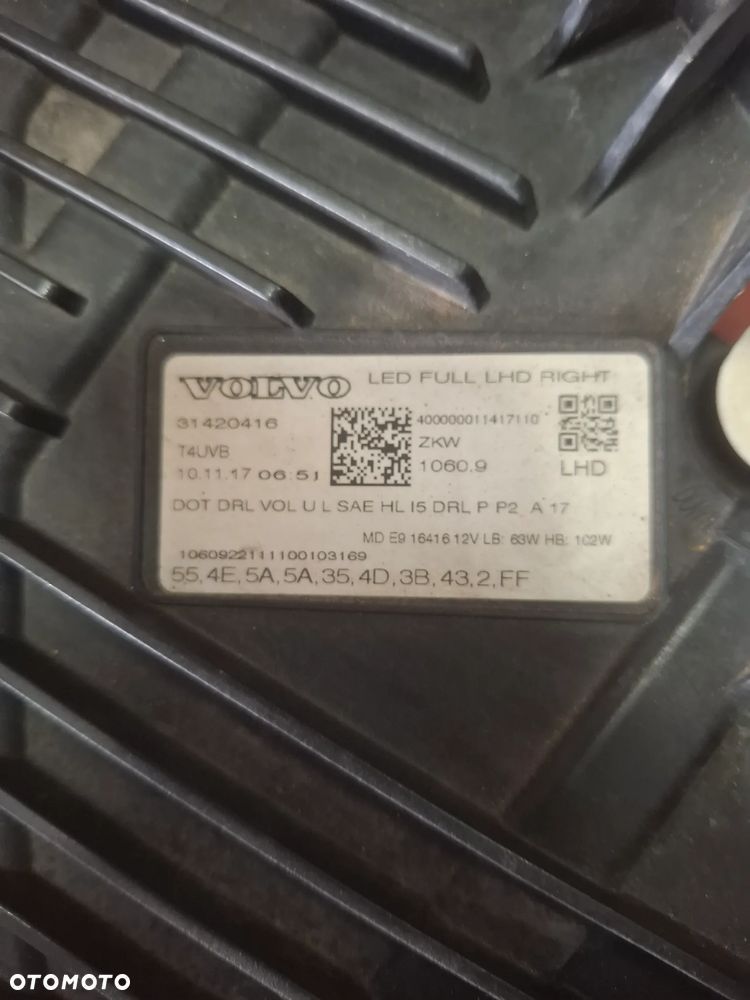 VOLVO LED FULL LHD RIGHT
31420416 400000011417110
T4UVB ZKW
10.11.17 06:51 1060.9 LHD
DOT DRL VOL U L SAE HL I5 DRL P P2 A 17
MD E9 16416 12V LB: 63W HB: 102W
1060922111100103169
55,4E,5A,5A,35,4D,3B,43,2,FF
OTOMOTO